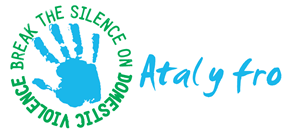 BREAK THE SILENCE ON DOMESTIC VIOLENCE
Atal y fro